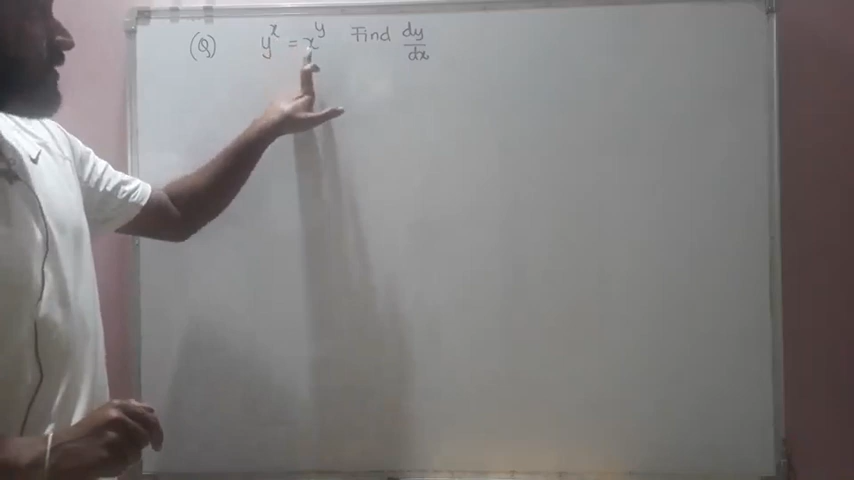 (Q) y^x = x^y Find dy/dx